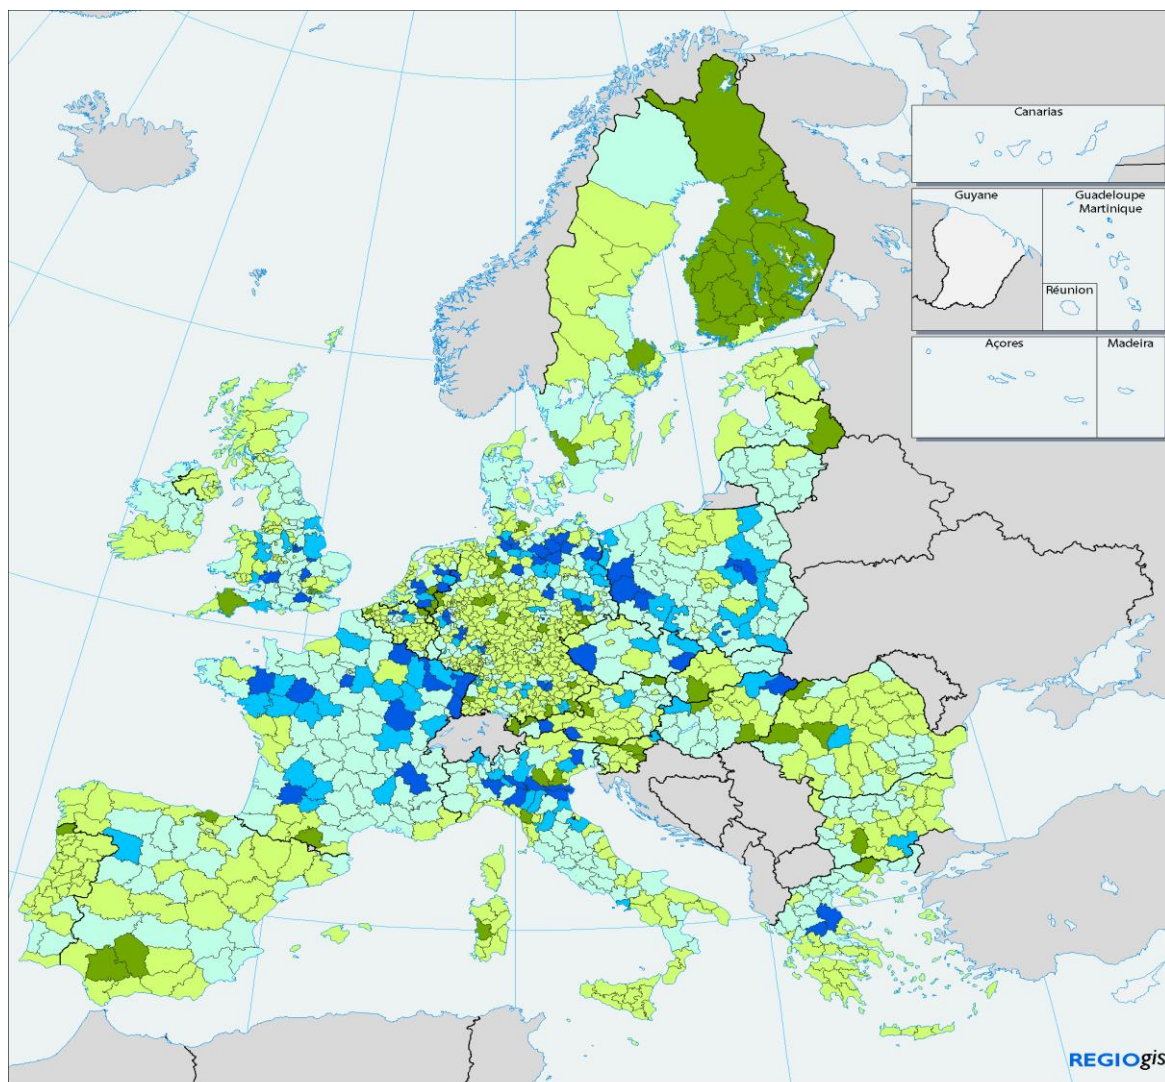 Canarias
Guyane
Guadeloupe
Martinique
Réunion
Açores
Madeira
REGIOgis